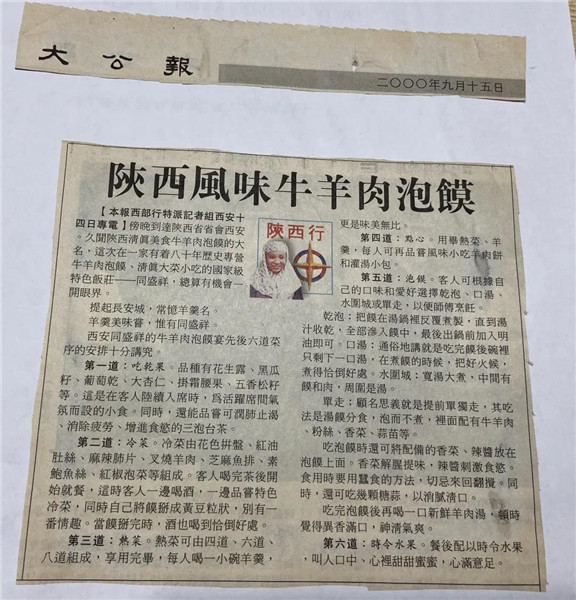 大公報
二○○○年九月十五日
陝西風味牛羊肉泡饃
【本報西部行特派記者組西安十
四日專電】傍晚到達陝西省省會西安
。久聞陝西清真美食牛羊肉泡饃的大
名，這次在一家有着八十年歷史專營
牛羊肉泡饃、清真大菜小吃的國家級
特色飯莊——同盛祥，總算有機會一
開眼界。
提起長安城，常憶羊羹名。
羊羹美味嘗，惟有同盛祥。
西安同盛祥的牛羊肉泡饃宴先後六道菜
序的安排十分講究。
第一道：吃乾果。品種有花生露、黑瓜
籽、葡萄乾、大杏仁、掛霜腰果、五香松籽
等。這是在客人陸續入席時，為活躍席間氣
氛而設的小食。同時，還能品嘗可潤肺止渴
、消除疲勞、增進食慾的三泡台茶。
第二道：冷菜。冷菜由花色拼盤、紅油
肚絲、麻辣肺片、叉燒羊肉、芝麻魚排、素
鮑魚絲、紅椒泡菜等組成。客人喝完茶後開
始就餐，這時客人一邊喝酒，一邊品嘗特色
冷菜，同時自己將饃掰成黃豆粒狀，別有一
番情趣。當饃掰完時，酒也喝到恰倒好處。
第三道：熱菜。熱菜可由四道、六道、
八道組成，享用完畢，每人喝一小碗羊羹，
陝西行
更是味美無比。
第四道：點心。用畢熱菜、羊
羹，每人可再品嘗風味小吃羊肉餅
和灌湯小包。
第五道：泡饃。客人可根據自
己的口味和愛好選擇乾泡、口湯、
水圍城或單走，以便師傅烹飪。
乾泡：把饃在湯鍋裡反覆煮製，直到湯
汁收乾，全部滲入饃中，最後出鍋前加入明
油即可。口湯：通俗地講就是吃完饃後碗裡
只剩下一口湯，在煮饃的時候，把好火候，
煮得恰倒好處。水圍城：寬湯大煮，中間有
饃和肉，周圍是湯。
單走：顧名思義就是提前單獨走，其吃
法是湯饃分食，泡而不煮，裡面配有牛羊肉
、粉絲、香菜、蒜苗等。
吃泡饃時還可將配備的香菜、辣醬放在
泡饃上面。香菜解腥提味，辣醬刺激食慾。
食用時要用蠶食的方法，切忌來回翻攪。同
時，還可吃幾顆糖蒜，以消膩清口。
吃完泡饃後再喝一口新鮮羊肉湯，頓時
覺得異香滿口，神清氣爽。
第六道：時令水果。餐後配以時令水果
，叫人口中、心裡甜甜蜜蜜，心滿意足。